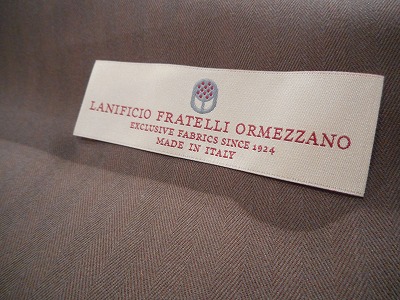 LANIFICIO FRATELLI ORMEZZANO
EXCLUSIVE FABRICS SINCE 1924
MADE IN ITALY